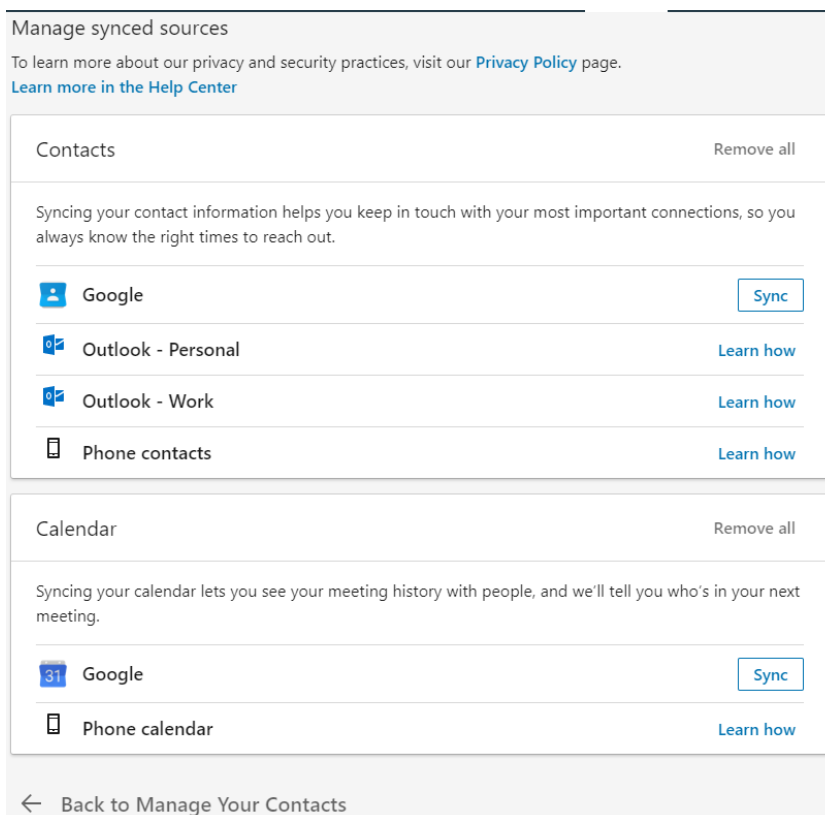 Manage synced sources
To learn more about our privacy and security practices, visit our Privacy Policy page.
Learn more in the Help Center
Contacts
Remove all
Syncing your contact information helps you keep in touch with your most important connections, so you
always know the right times to reach out.
Google
Sync
Outlook - Personal
Learn how
Outlook - Work
Learn how
Phone contacts
Learn how
Calendar
Remove all
Syncing your calendar lets you see your meeting history with people, and we'll tell you who's in your next
meeting.
31
Google
Sync
Phone calendar
Learn how
← Back to Manage Your Contacts